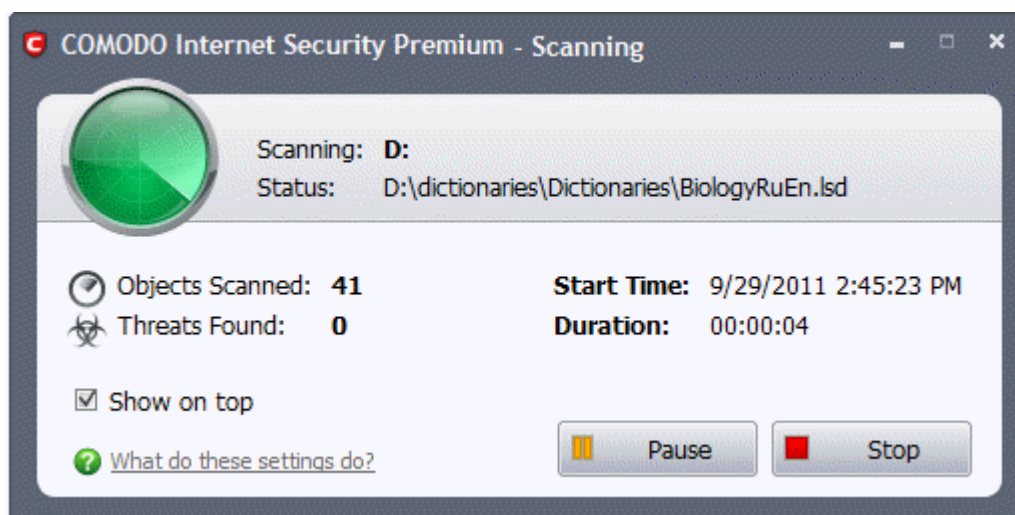 COMODO Internet Security Premium - Scanning
Scanning: D:
Status: D:\dictionaries\Dictionaries\BiologyRuEn.lsd
Objects Scanned: 41
Threats Found: 0
Start Time: 9/29/2011 2:45:23 PM
Duration: 00:00:04
Show on top
What do these settings do?
Pause
Stop